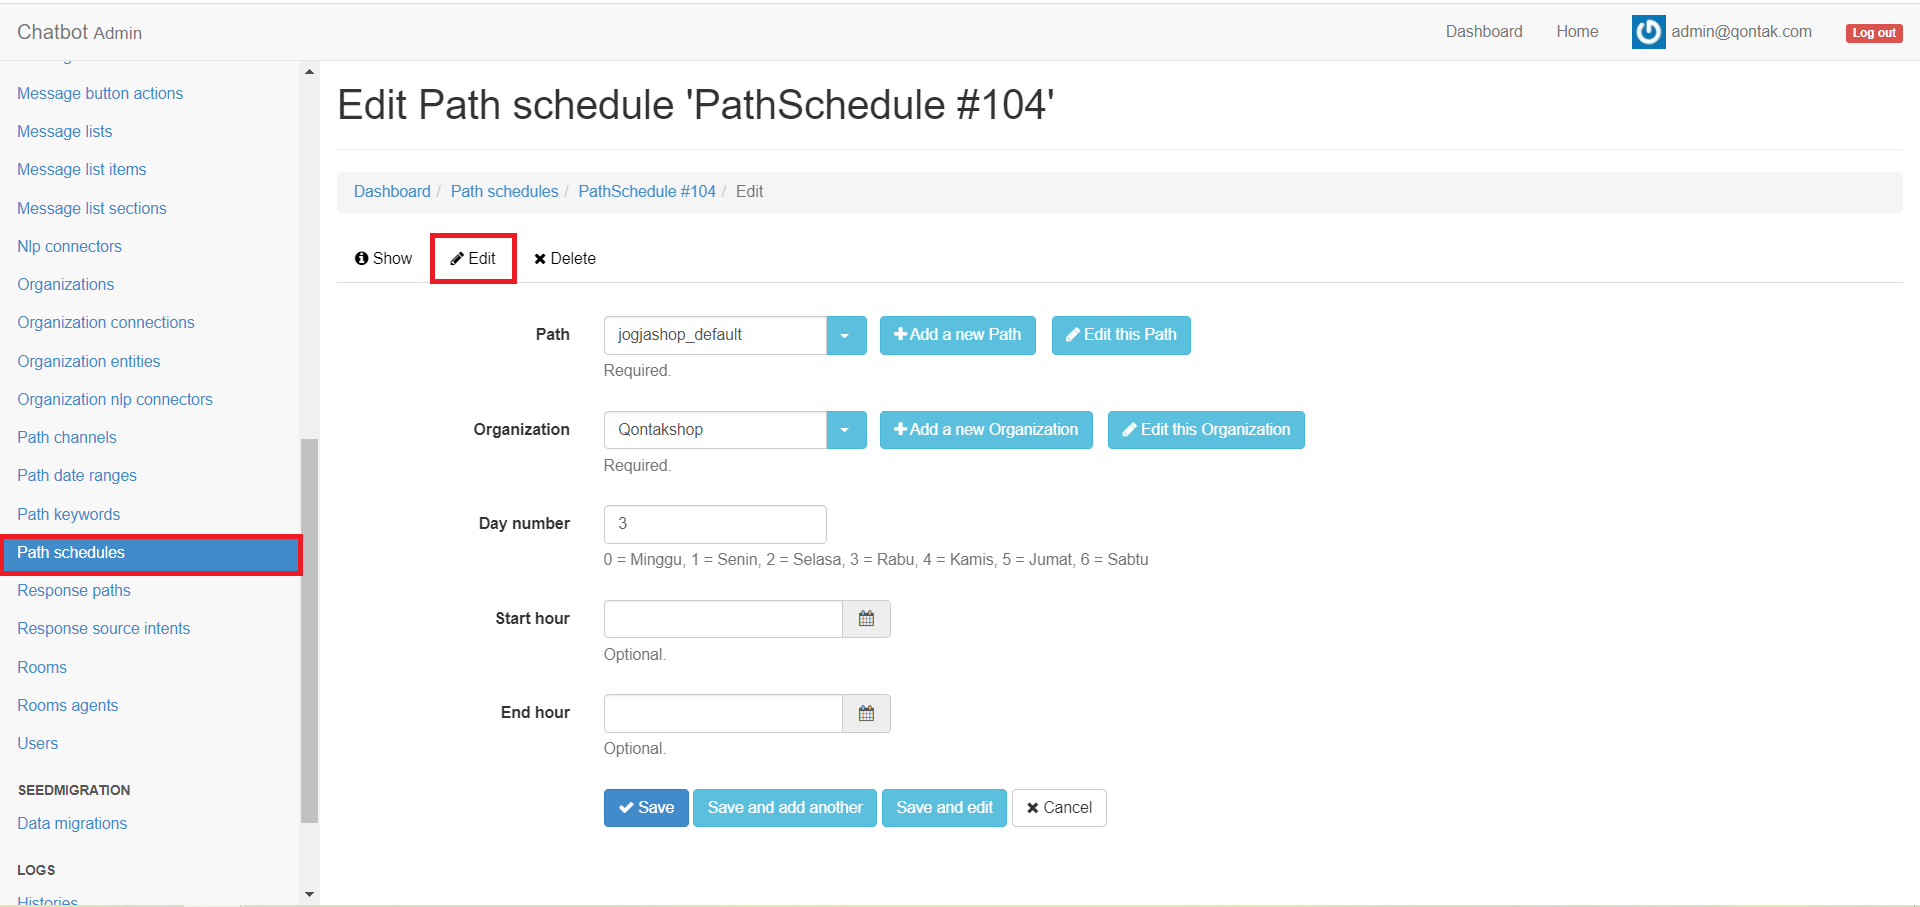 Chatbot Admin
Dashboard
Home
admin@qontak.com
Log out
Message button actions
Message lists
Message list items
Message list sections
Nlp connectors
Organizations
Organization connections
Organization entities
Organization nlp connectors
Path channels
Path date ranges
Path keywords
Path schedules
Response paths
Response source intents
Rooms
Rooms agents
Users
SEEDMIGRATION
Data migrations
LOGS
Histories
Edit Path schedule 'PathSchedule #104'
Dashboard / Path schedules / PathSchedule #104 / Edit
Show
Edit
Delete
Path
jogjashop_default
Add a new Path
Edit this Path
Required.
Organization
Qontakshop
Add a new Organization
Edit this Organization
Required.
Day number
3
0 = Minggu, 1 = Senin, 2 = Selasa, 3 = Rabu, 4 = Kamis, 5 = Jumat, 6 = Sabtu
Start hour
Optional.
End hour
Optional.
Save
Save and add another
Save and edit
Cancel